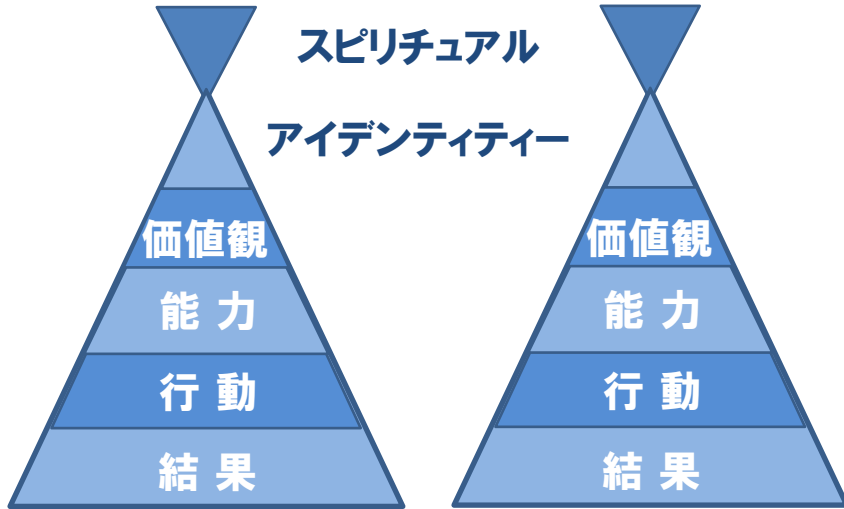 スピリチュアル
アイデンティティー
価値観
価値観
能 力
能 力
行 動
行 動
結 果
結 果